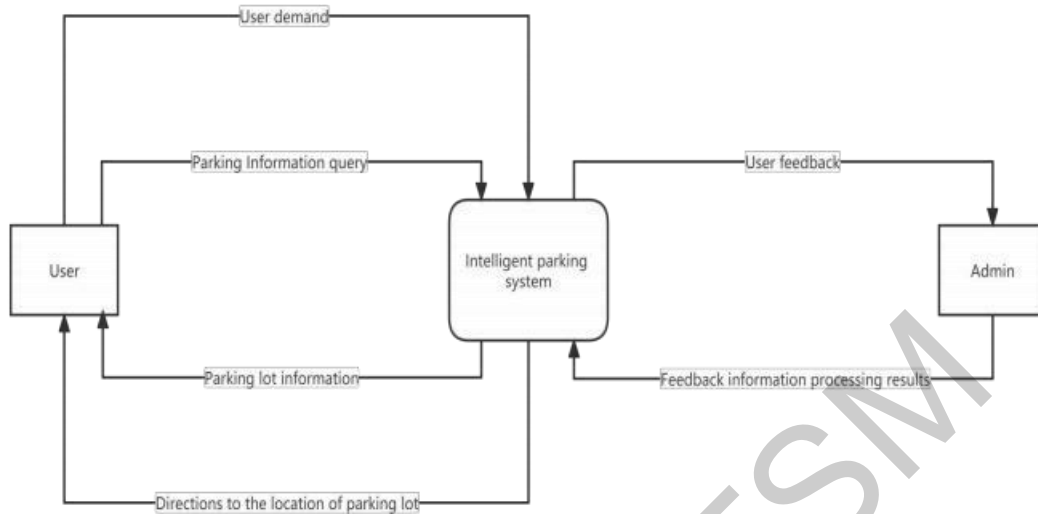 User demand
Parking Information query
User feedback
User
Intelligent parking
system
Admin
Parking lot information
Feedback information processing results
Directions to the location of parking lot